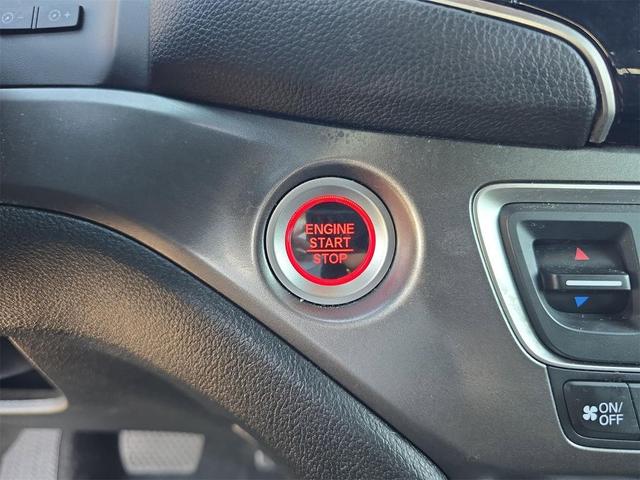 ENGINE
START
STOP
ON/
OFF